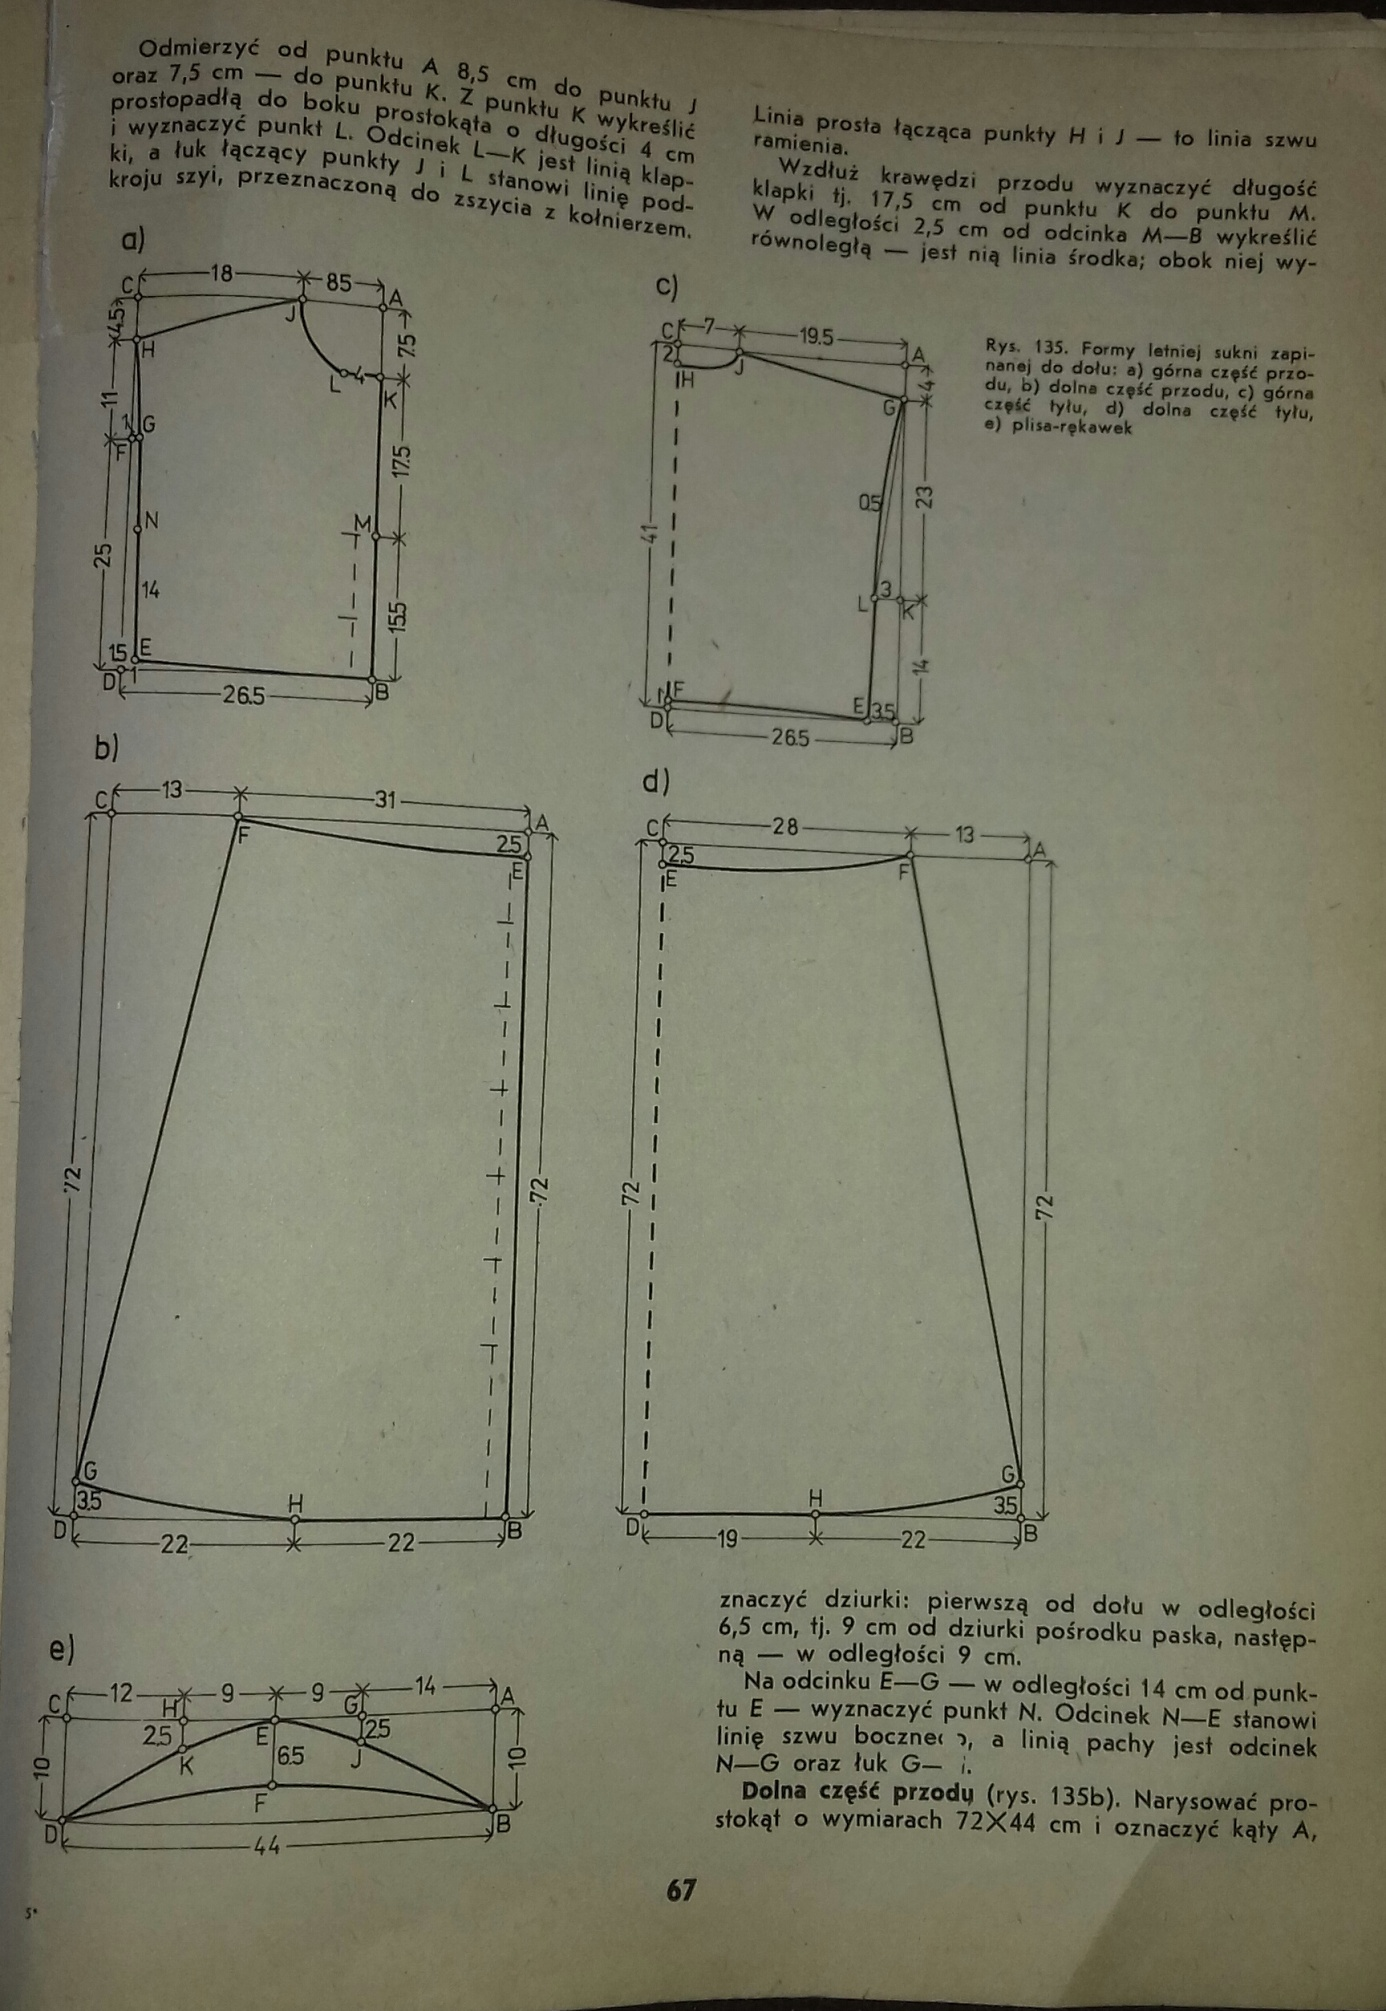 Odmierzyć od punktu A 8,5 cm do punktu J
oraz 7,5 cm — do punktu K. Z punktu K wykreślić
prostopadłą do boku prostokąta o długości 4 cm
i wyznaczyć punkt L. Odcinek L—K jest linią klap-
ki, a łuk łączący punkty J i L stanowi linię pod-
kroju szyi, przeznaczoną do zszycia z kołnierzem.
Linia prosta łącząca punkty H i J — to linia szwu
ramienia.
Wzdłuż krawędzi przodu wyznaczyć długość
klapki tj. 17,5 cm od punktu K do punktu M.
W odległości 2,5 cm od odcinka M—B wykreślić
równoległą — jest nią linia środka; obok niej wy-
a)
18 85
C J A
4.5 H 7.5
L 4 K
11 1 G F
17.5
N M
25 14 15.5
1.5 E
D 1 B
26.5
c)
7 19.5
C J A
2 H 4
G
0.5 23
41
L 3 K
14
1 F E 3.5
D B
26.5
Rys. 135. Formy letniej sukni zapi-
nanej do dołu: a) górna część przo-
du, b) dolna część przodu, c) górna
część tyłu, d) dolna część tyłu,
e) plisa-rękawek
b)
13 31
C F A
2.5 E
72 72
G
3.5 H
D B
22 22
d)
28 13
C A
2.5 E F
72 72
G
H 3.5
D B
19 22
e)
12 9 9 14
C H G A
2.5 E 2.5
10 K 6.5 J 10
F
D B
44
znaczyć dziurki: pierwszą od dołu w odległości
6,5 cm, tj. 9 cm od dziurki pośrodku paska, następ-
ną — w odległości 9 cm.
Na odcinku E—G — w odległości 14 cm od punk-
tu E — wyznaczyć punkt N. Odcinek N—E stanowi
linię szwu boczne, a linią pachy jest odcinek
N—G oraz łuk G—
Dolna część przodu (rys. 135b). Narysować pro-
stokąt o wymiarach 72X44 cm i oznaczyć kąty A,
67
5*